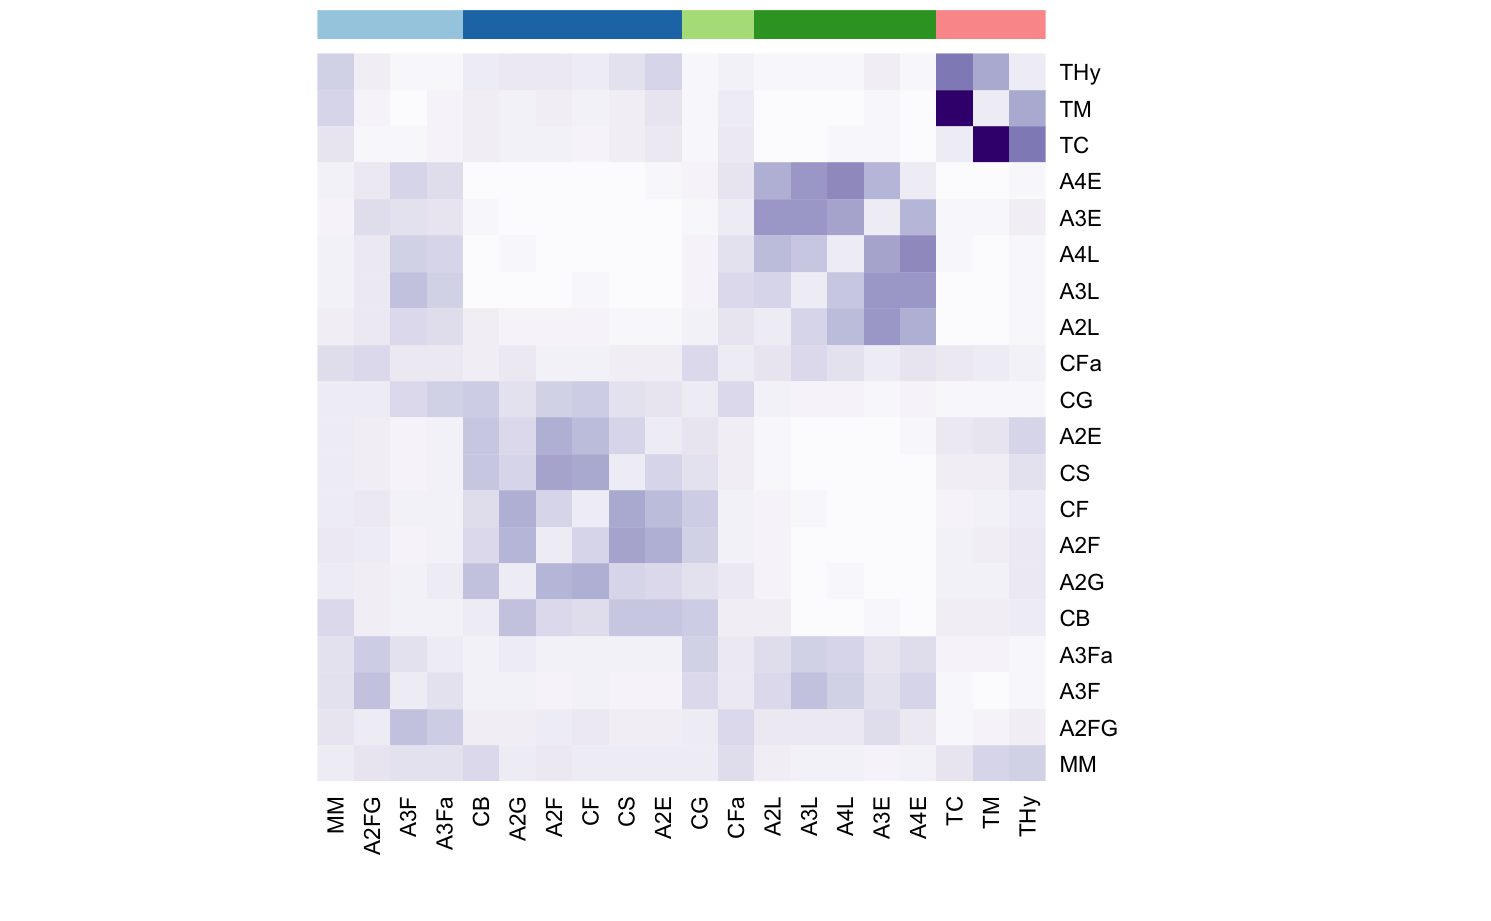 THy
TM
TC
A4E
A3E
A4L
A3L
A2L
CFa
CG
A2E
CS
CF
A2F
A2G
CB
A3Fa
A3F
A2FG
MM
MM A2FG A3F A3Fa CB A2G A2F CF CS A2E CG CFa A2L A3L A4L A3E A4E TC TM THy